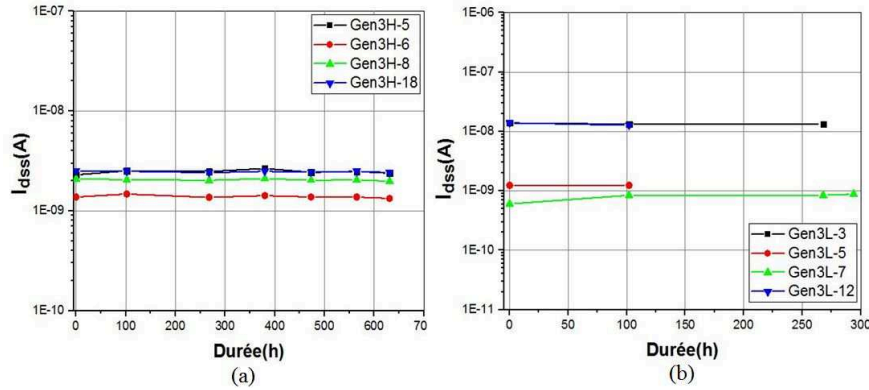 1E-07
1E-08
1E-09
1E-10
I_dss(A)
0 100 200 300 400 500 600 70
Durée(h)
Gen3H-5
Gen3H-6
Gen3H-8
Gen3H-18
(a)
1E-06
1E-07
1E-08
1E-09
1E-10
1E-11
I_dss(A)
0 50 100 150 200 250 300
Durée(h)
Gen3L-3
Gen3L-5
Gen3L-7
Gen3L-12
(b)